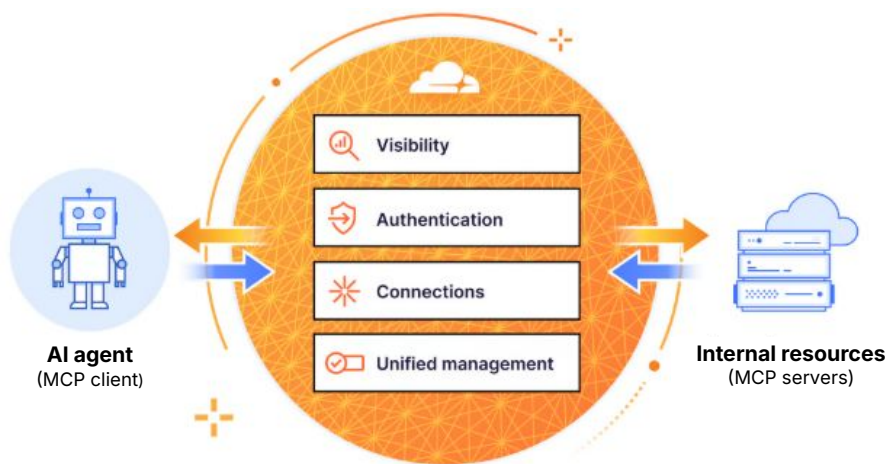 Visibility
Authentication
Connections
Unified management
AI agent
(MCP client)
Internal resources
(MCP servers)